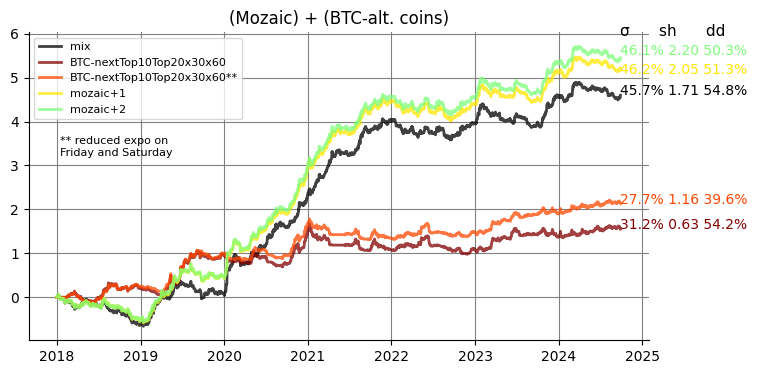 (Mozaic) + (BTC-alt. coins)
σ sh dd
mix
BTC-nextTop10Top20x30x60
BTC-nextTop10Top20x30x60**
mozaic+1
mozaic+2
** reduced expo on
Friday and Saturday
46.1% 2.20 50.3%
46.2% 2.05 51.3%
45.7% 1.71 54.8%
27.7% 1.16 39.6%
31.2% 0.63 54.2%
6
5
4
3
2
1
0
2018 2019 2020 2021 2022 2023 2024 2025